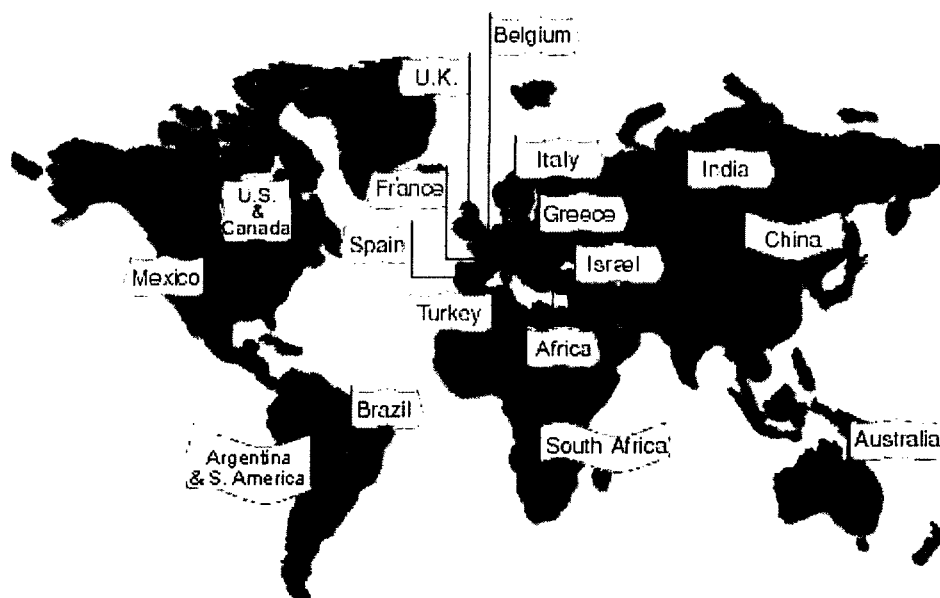 Belgium
U.K.
Italy
India
France
U.S.
&
Canada
Greece
Spain
China
Mexico
Israel
Turkey
Africa
Brazil
South Africa
Australia
Argentina
& S. America